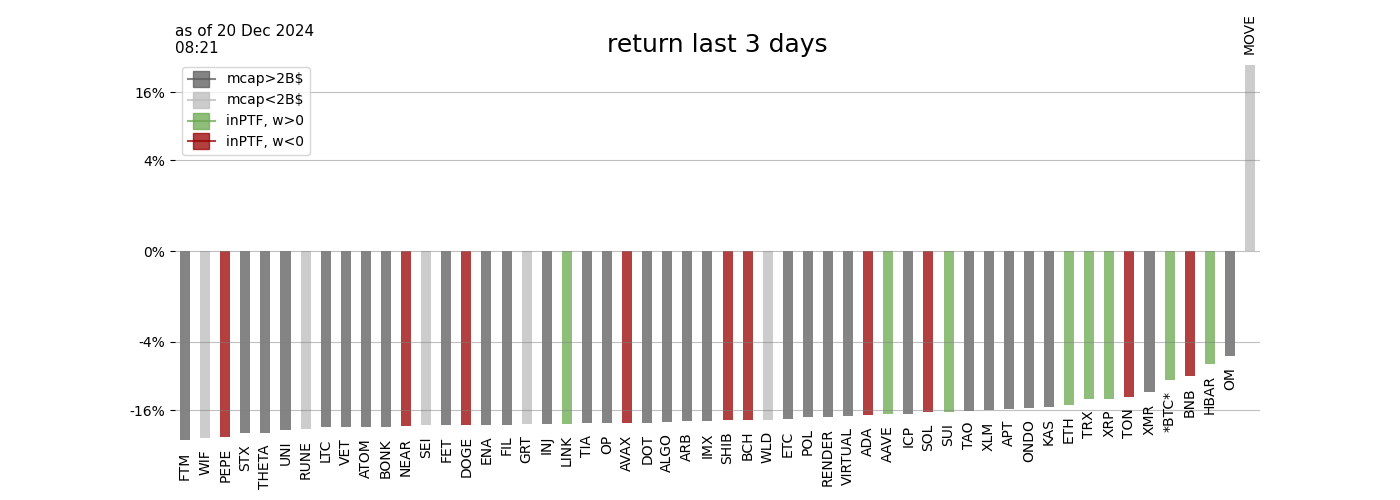 as of 20 Dec 2024
08:21
return last 3 days
MOVE
mcap>2B$
mcap<2B$
inPTF, w>0
inPTF, w<0
16%
4%
0%
-4%
-16%
FTM
WIF
PEPE
STX
THETA
UNI
RUNE
LTC
VET
ATOM
BONK
NEAR
SEI
FET
DOGE
ENA
FIL
GRT
INJ
LINK
TIA
OP
AVAX
DOT
ALGO
ARB
IMX
SHIB
BCH
WLD
ETC
POL
RENDER
VIRTUAL
ADA
AAVE
ICP
SOL
SUI
TAO
XLM
APT
ONDO
KAS
ETH
TRX
XRP
TON
XMR
*BTC*
BNB
HBAR
OM